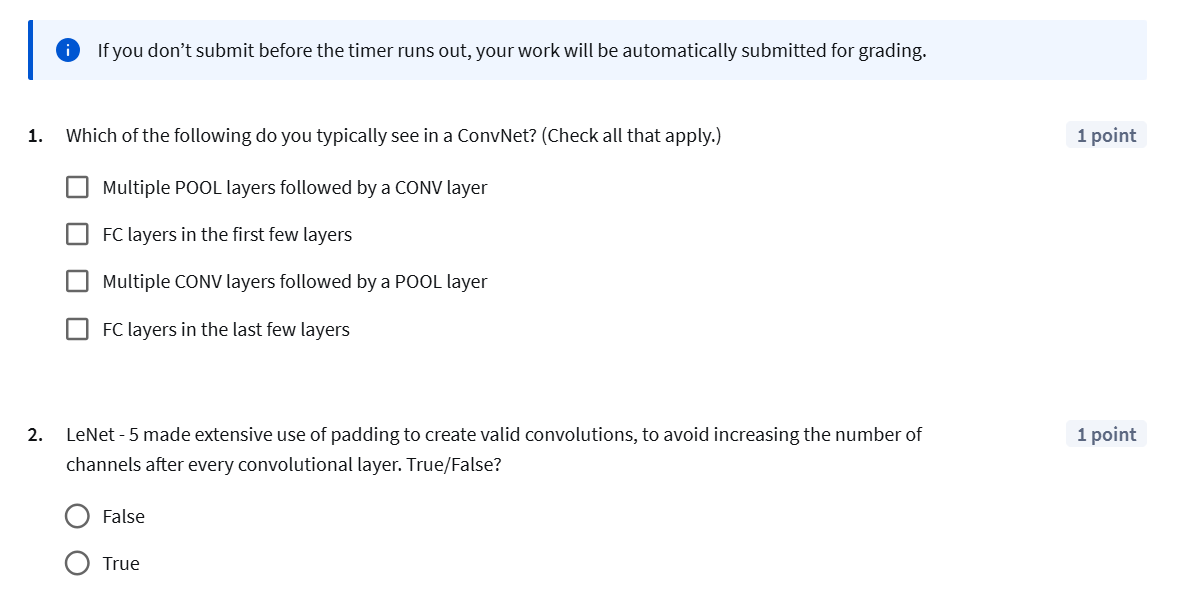 If you don’t submit before the timer runs out, your work will be automatically submitted for grading.
1. Which of the following do you typically see in a ConvNet? (Check all that apply.) 1 point
Multiple POOL layers followed by a CONV layer
FC layers in the first few layers
Multiple CONV layers followed by a POOL layer
FC layers in the last few layers
2. LeNet - 5 made extensive use of padding to create valid convolutions, to avoid increasing the number of 1 point
channels after every convolutional layer. True/False?
False
True